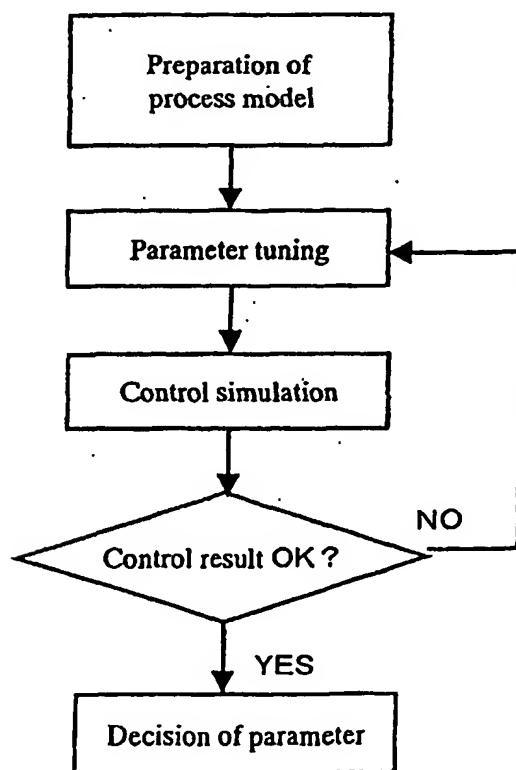 Preparation of
process model
Parameter tuning
Control simulation
Control result OK?
NO
YES
Decision of parameter